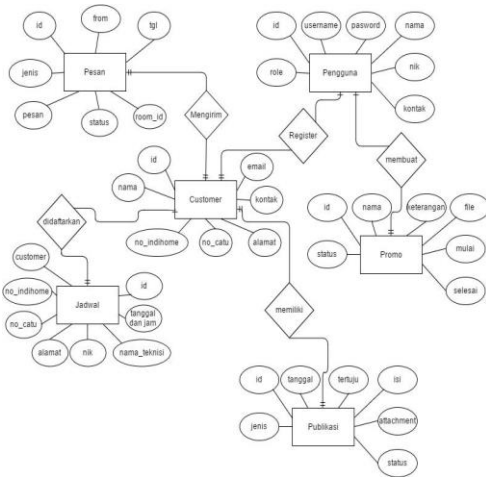 id
from
tgl
jenis
Pesan
pesan
status
room_id
id
username
pasword
nama
role
Pengguna
nik
kontak
Mengirim
Register
membuat
id
email
nama
Customer
kontak
no_indihome
no_catu
alamat
didaftarkan
id
nama
keterangan
file
status
Promo
mulai
selesai
customer
no_indihome
Jadwal
id
tanggal
dan jam
no_catu
alamat
nik
nama_teknisi
memiliki
id
tanggal
tertuju
isi
jenis
Publikasi
attachment
status